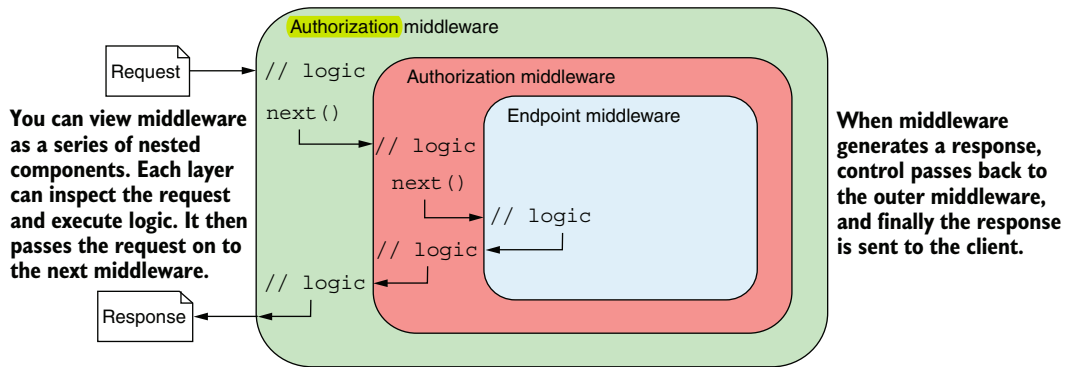 Authorization middleware
Request
// logic
Authorization middleware
You can view middleware
as a series of nested
components. Each layer
can inspect the request
and execute logic. It then
passes the request on to
the next middleware.
next()
// logic
Endpoint middleware
next()
// logic
// logic
// logic
Response
When middleware
generates a response,
control passes back to
the outer middleware,
and finally the response
is sent to the client.